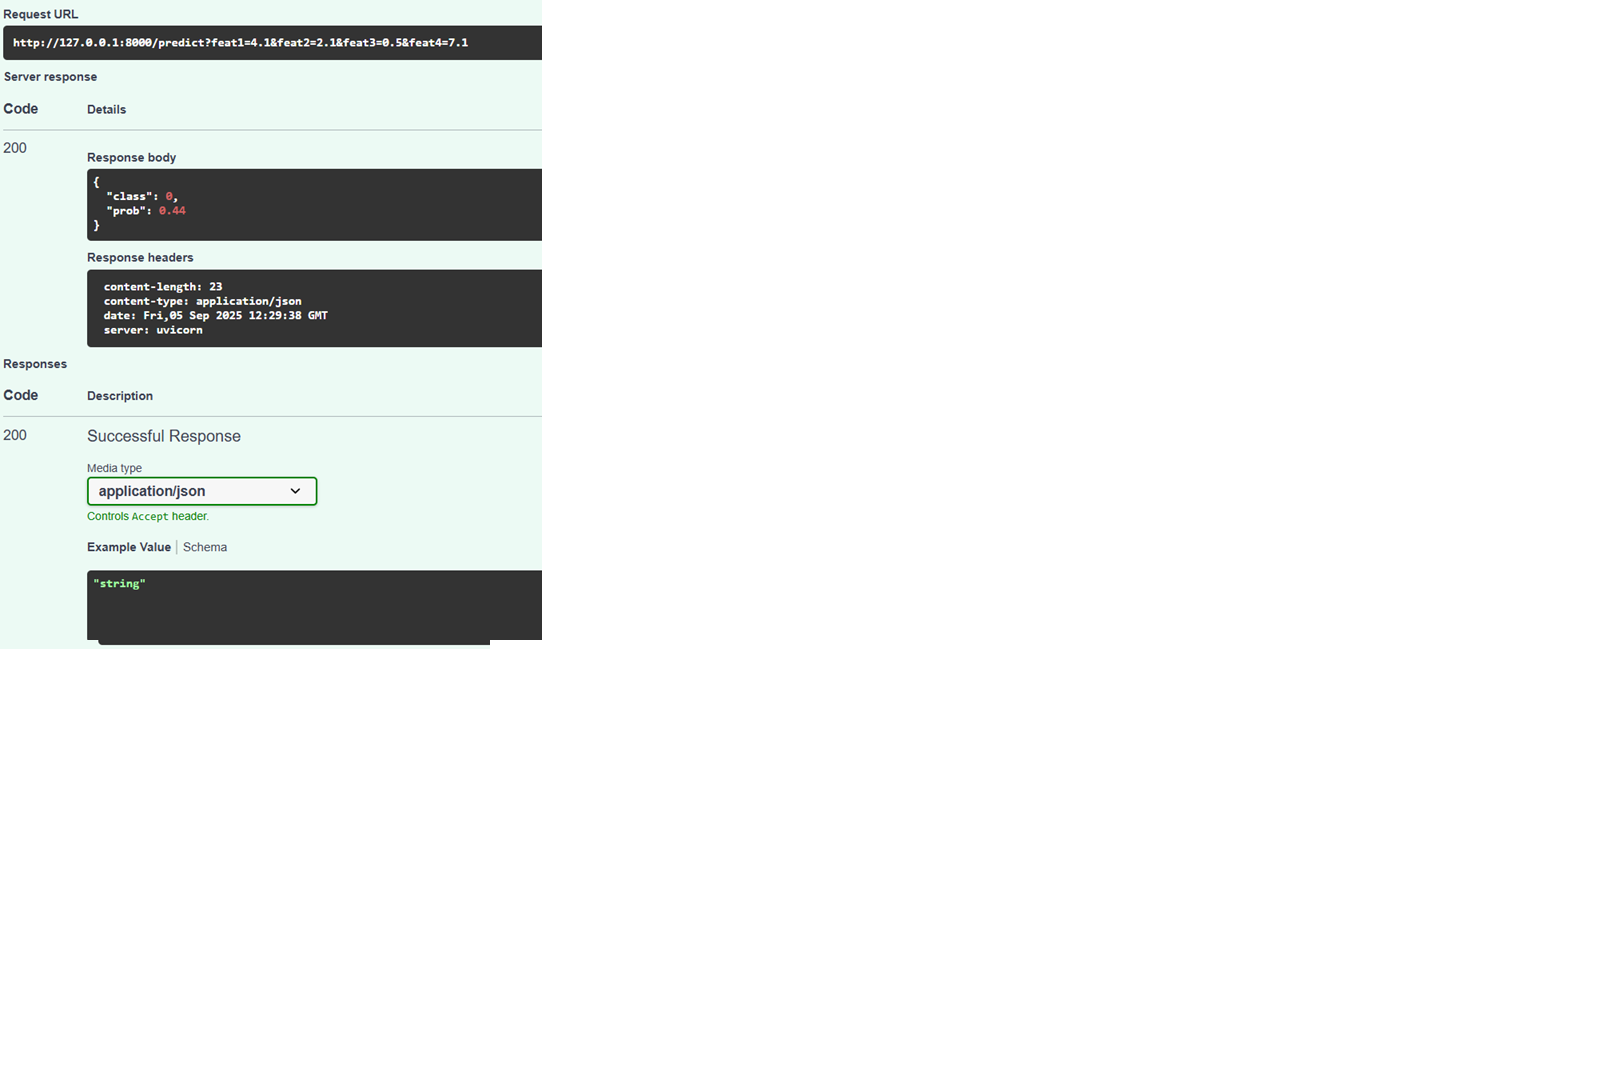 Request URL
http://127.0.0.1:8000/predict?feat1=4.1&feat2=2.1&feat3=0.5&feat4=7.1
Server response
Code Details
200
Response body
{
  "class": 0,
  "prob": 0.44
}
Response headers
content-length: 23
content-type: application/json
date: Fri,05 Sep 2025 12:29:38 GMT
server: uvicorn
Responses
Code Description
200 Successful Response
Media type
application/json
Controls Accept header.
Example Value | Schema
"string"